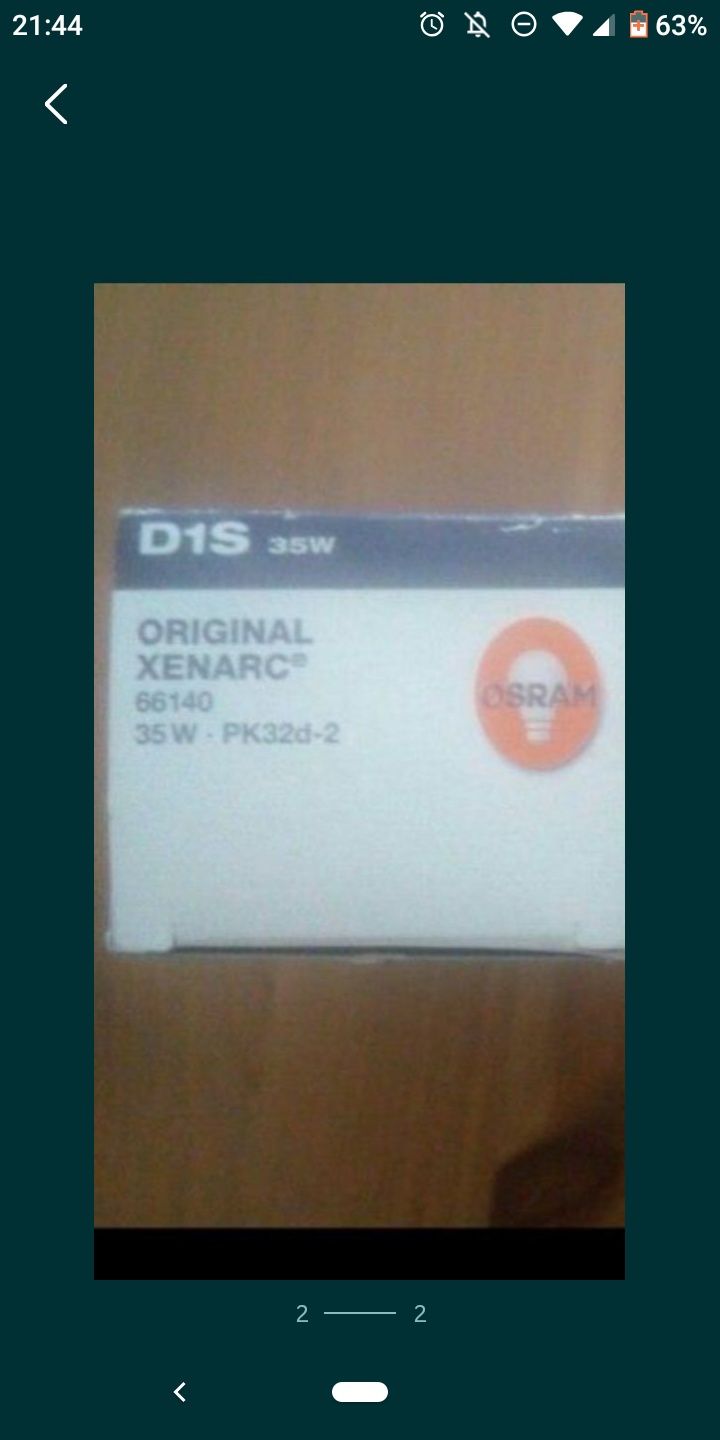 21:44
63%
D1S 35W
ORIGINAL
XENARC®
66140
35W · PK32d-2
OSRAM
2 2